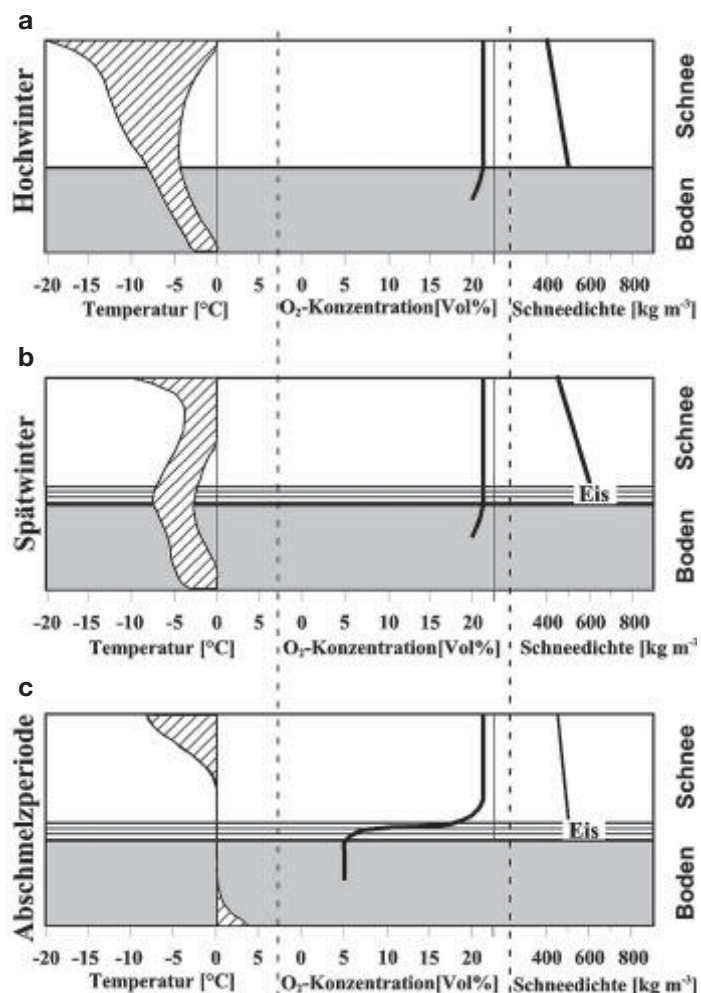 a
Hochwinter
Schnee
Boden
-20 -15 -10 -5 0 5 0 5 10 15 20 400 600 800
Temperatur [°C] O₂-Konzentration[Vol%] Schneedichte [kg m⁻³]
b
Spätwinter
Schnee
Eis
Boden
-20 -15 -10 -5 0 5 0 5 10 15 20 400 600 800
Temperatur [°C] O₂-Konzentration[Vol%] Schneedichte [kg m⁻³
c
Abschmelzperiode
Schnee
Eis
Boden
-20 -15 -10 -5 0 5 0 5 10 15 20 400 600 800
Temperatur [°C] O₂-Konzentration[Vol%] Schneedichte [kg m⁻³]